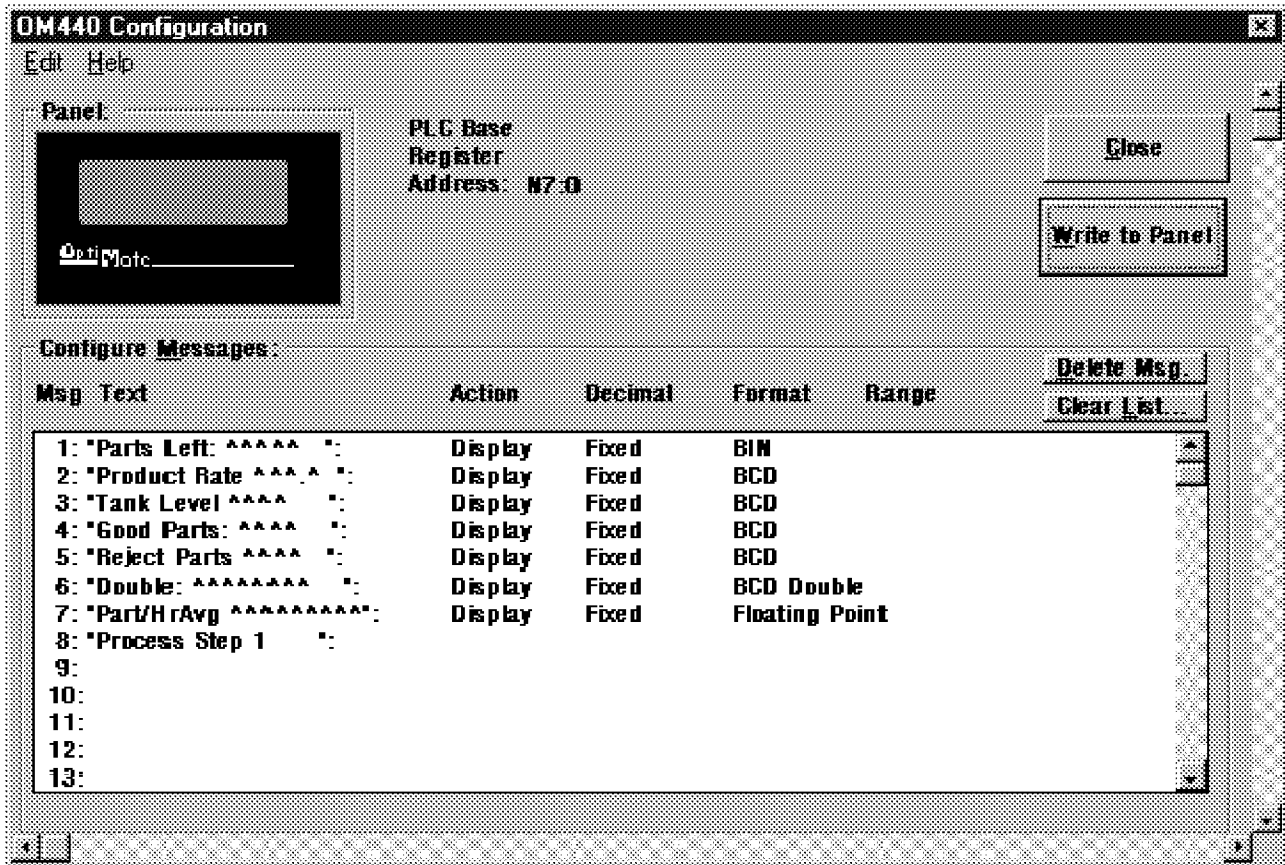 OM440 Configuration
Edit Help
Panel:
OptiMate
PLC Base
Register
Address: N7:0
Close
Write to Panel
Configure Messages:
Delete Msg.
Clear List...
Msg Text Action Decimal Format Range
1: "Parts Left: ^^^^^ ": Display Fixed BIN
2: "Product Rate ^^^.^ ": Display Fixed BCD
3: "Tank Level ^^^^ ": Display Fixed BCD
4: "Good Parts: ^^^^ ": Display Fixed BCD
5: "Reject Parts ^^^^ ": Display Fixed BCD
6: "Double: ^^^^^^^^ ": Display Fixed BCD Double
7: "Part/HrAvg ^^^^^^^^^": Display Fixed Floating Point
8: "Process Step 1 ":
9:
10:
11:
12:
13: